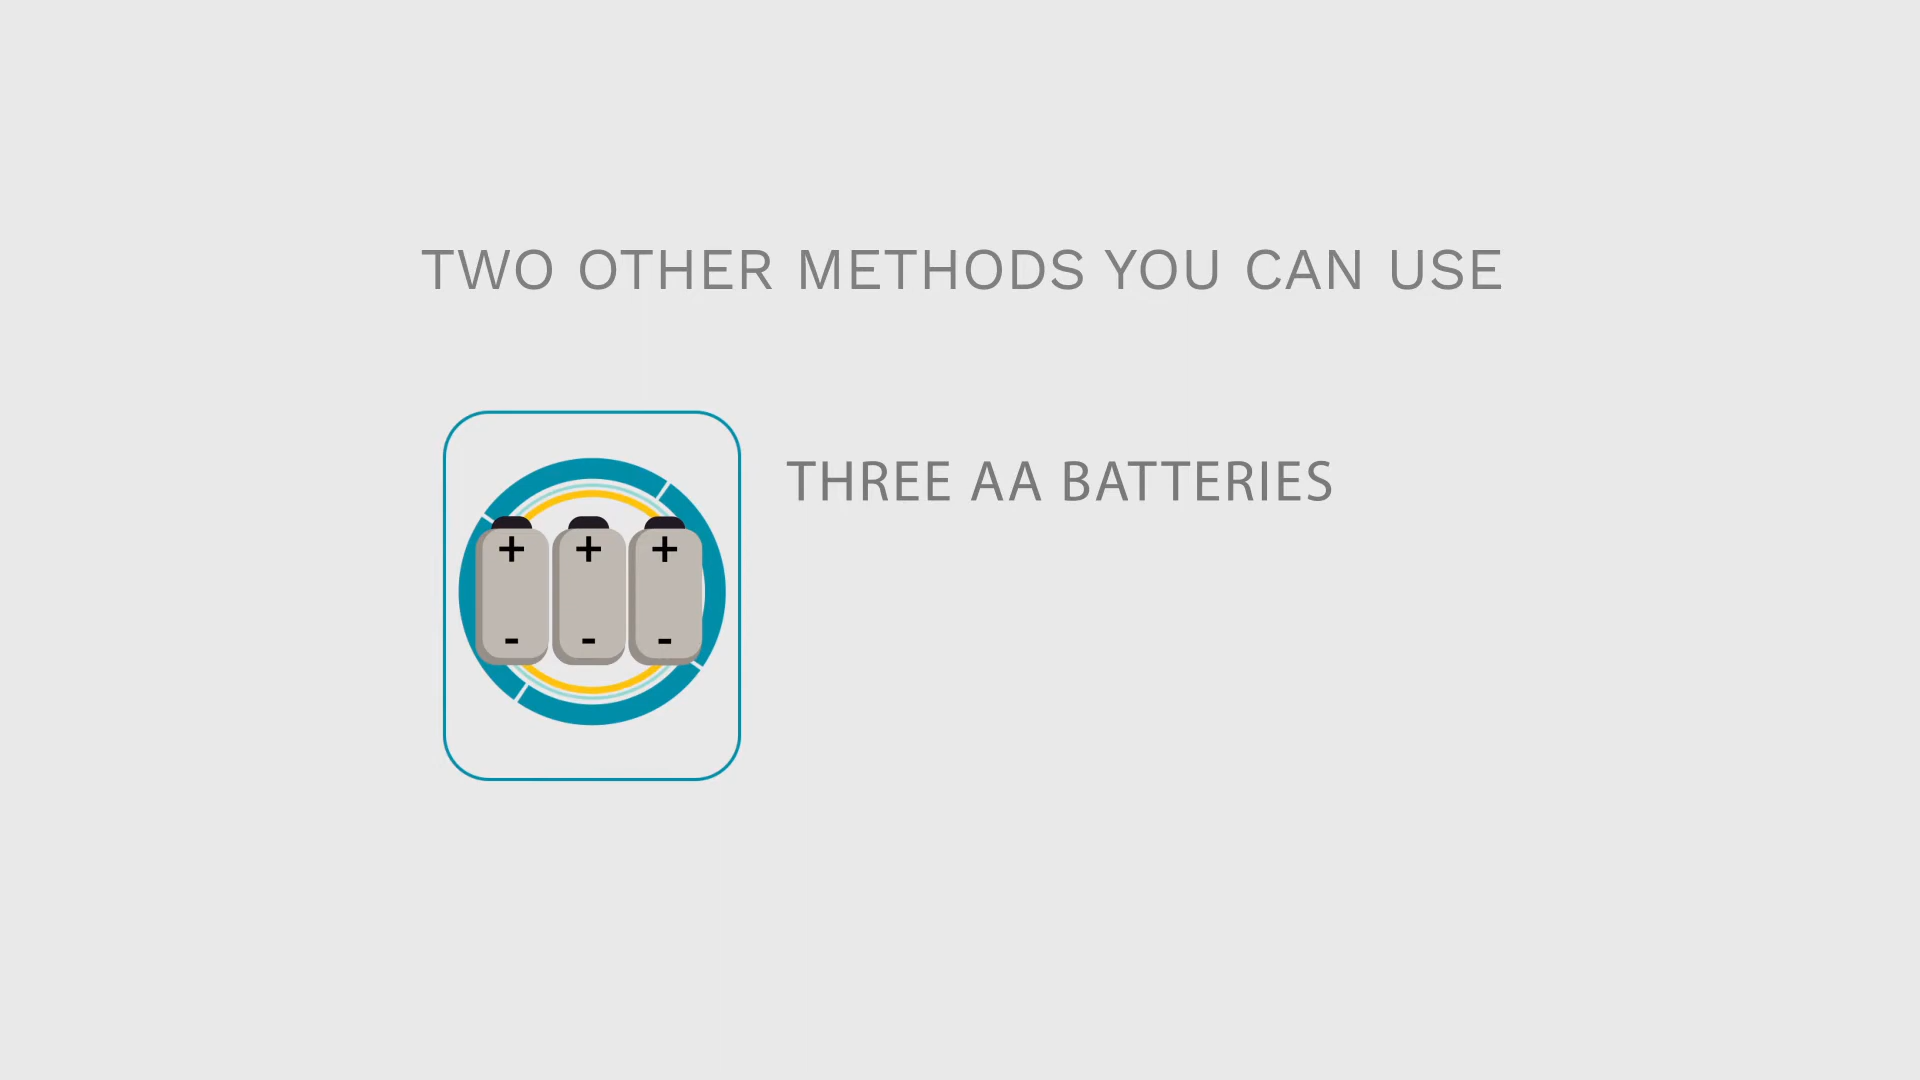 TWO OTHER METHODS YOU CAN USE
THREE AA BATTERIES
+ + +
- - -